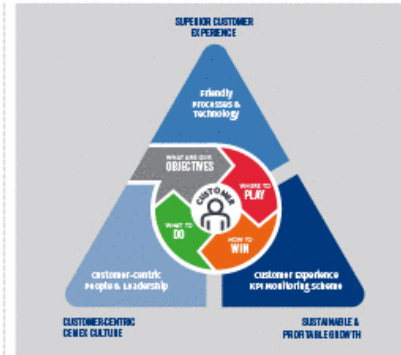 SUPERIOR CUSTOMER
EXPERIENCE
Friendly
Processes &
Technology
WHAT ARE OUR
OBJECTIVES
WHERE TO
PLAY
CUSTOMER
WHAT TO
DO
HOW TO
WIN
Customer-centric
People & Leadership
Customer Experience
KPI Monitoring Scheme
CUSTOMER-CENTRIC
CEMEX CULTURE
SUSTAINABLE &
PROFITABLE GROWTH